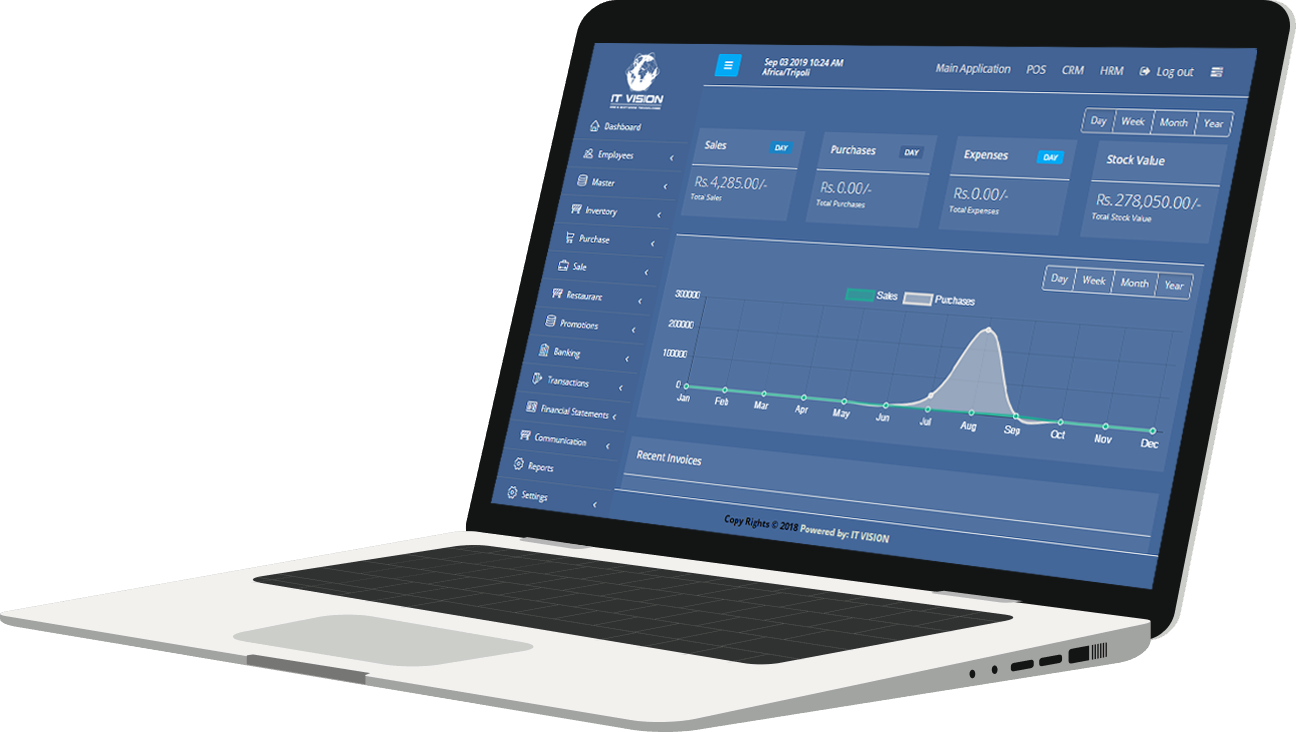 IT VISION
Sep 03 2019 10:24 AM
Africa/Tripoli
Main Application POS CRM HRM Log out
Dashboard
Employees
Master
Inventory
Purchase
Sale
Restaurant
Promotions
Banking
Transactions
Financial Statements
Communication
Reports
Settings
Day Week Month Year
Sales DAY
Rs.4,285.00/-
Total Sales
Purchases DAY
Rs.0.00/-
Total Purchases
Expenses DAY
Rs.0.00/-
Total Expenses
Stock Value
Rs.278,050.00/-
Total Stock Value
Day Week Month Year
Sales Purchases
300000
200000
100000
0
Jan Feb Mar Apr May Jun Jul Aug Sep Oct Nov Dec
Recent Invoices
Copy Rights © 2018 Powered by: IT VISION